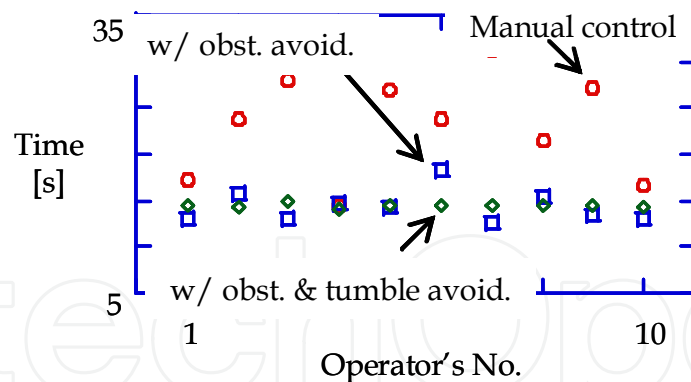 35
w/ obst. avoid.
Manual control
Time
[s]
w/ obst. & tumble avoid.
5
1
10
Operator's No.